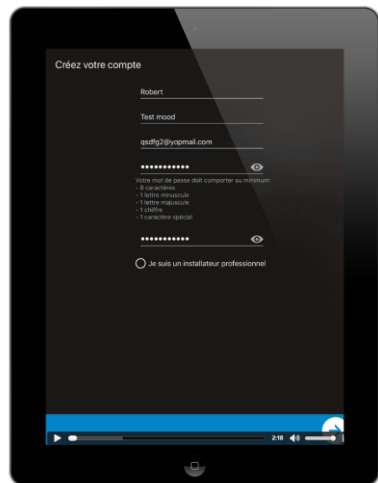 Créez votre compte
Robert
Test mood
qsdfg2@yopmail.com
•••••••••••
Votre mot de passe doit comporter au minimum:
- 8 caractères
- 1 lettre minuscule
- 1 lettre majuscule
- 1 chiffre
- 1 caractère spécial
•••••••••••
Je suis un installateur professionnel
2:18